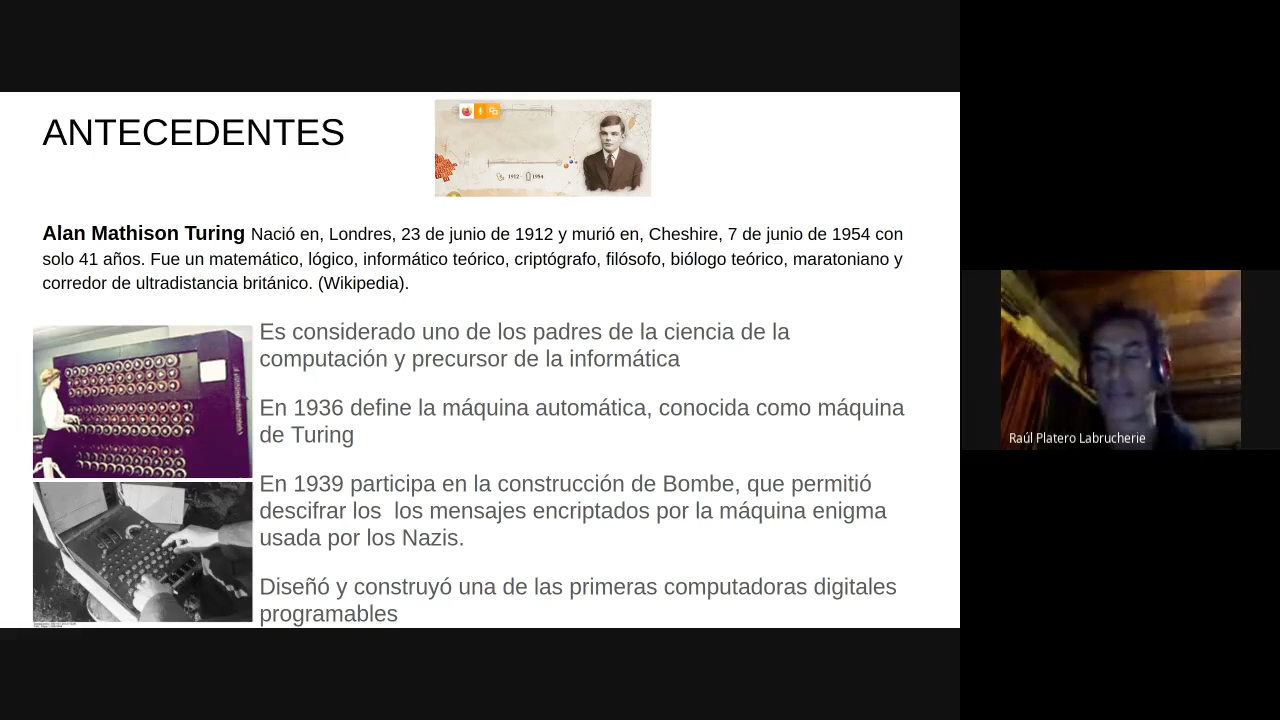 ANTECEDENTES
1912 - 1954
Alan Mathison Turing Nació en, Londres, 23 de junio de 1912 y murió en, Cheshire, 7 de junio de 1954 con
solo 41 años. Fue un matemático, lógico, informático teórico, criptógrafo, filósofo, biólogo teórico, maratoniano y
corredor de ultradistancia británico. (Wikipedia).
Es considerado uno de los padres de la ciencia de la
computación y precursor de la informática
En 1936 define la máquina automática, conocida como máquina
de Turing
En 1939 participa en la construcción de Bombe, que permitió
descifrar los  los mensajes encriptados por la máquina enigma
usada por los Nazis.
Diseñó y construyó una de las primeras computadoras digitales
programables
Raúl Platero Labrucherie